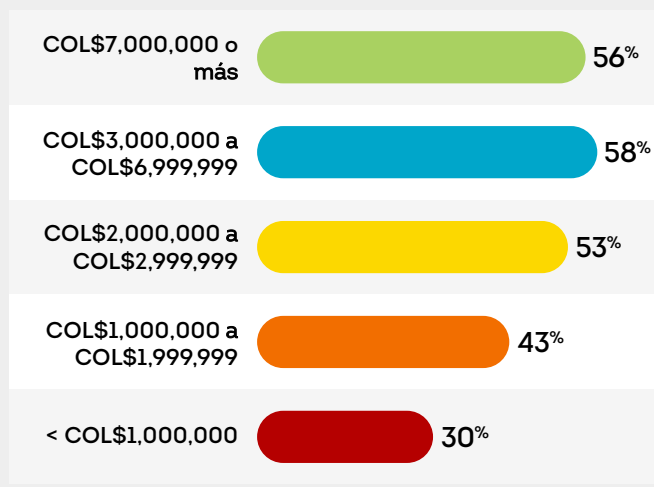 COL$7,000,000 o
más
56%
COL$3,000,000 a
COL$6,999,999
58%
COL$2,000,000 a
COL$2,999,999
53%
COL$1,000,000 a
COL$1,999,999
43%
< COL$1,000,000
30%